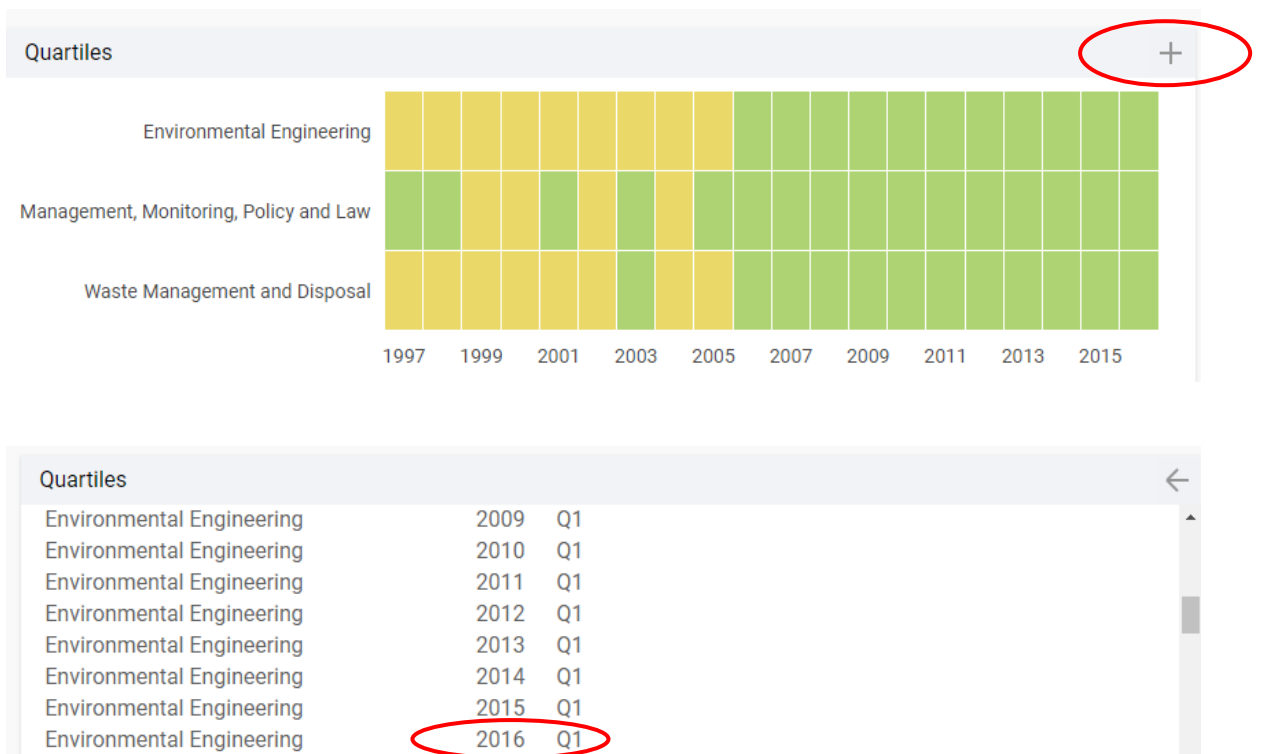 Quartiles +
Environmental Engineering
Management, Monitoring, Policy and Law
Waste Management and Disposal
1997 1999 2001 2003 2005 2007 2009 2011 2013 2015
Quartiles ←
Environmental Engineering 2009 Q1
Environmental Engineering 2010 Q1
Environmental Engineering 2011 Q1
Environmental Engineering 2012 Q1
Environmental Engineering 2013 Q1
Environmental Engineering 2014 Q1
Environmental Engineering 2015 Q1
Environmental Engineering 2016 Q1